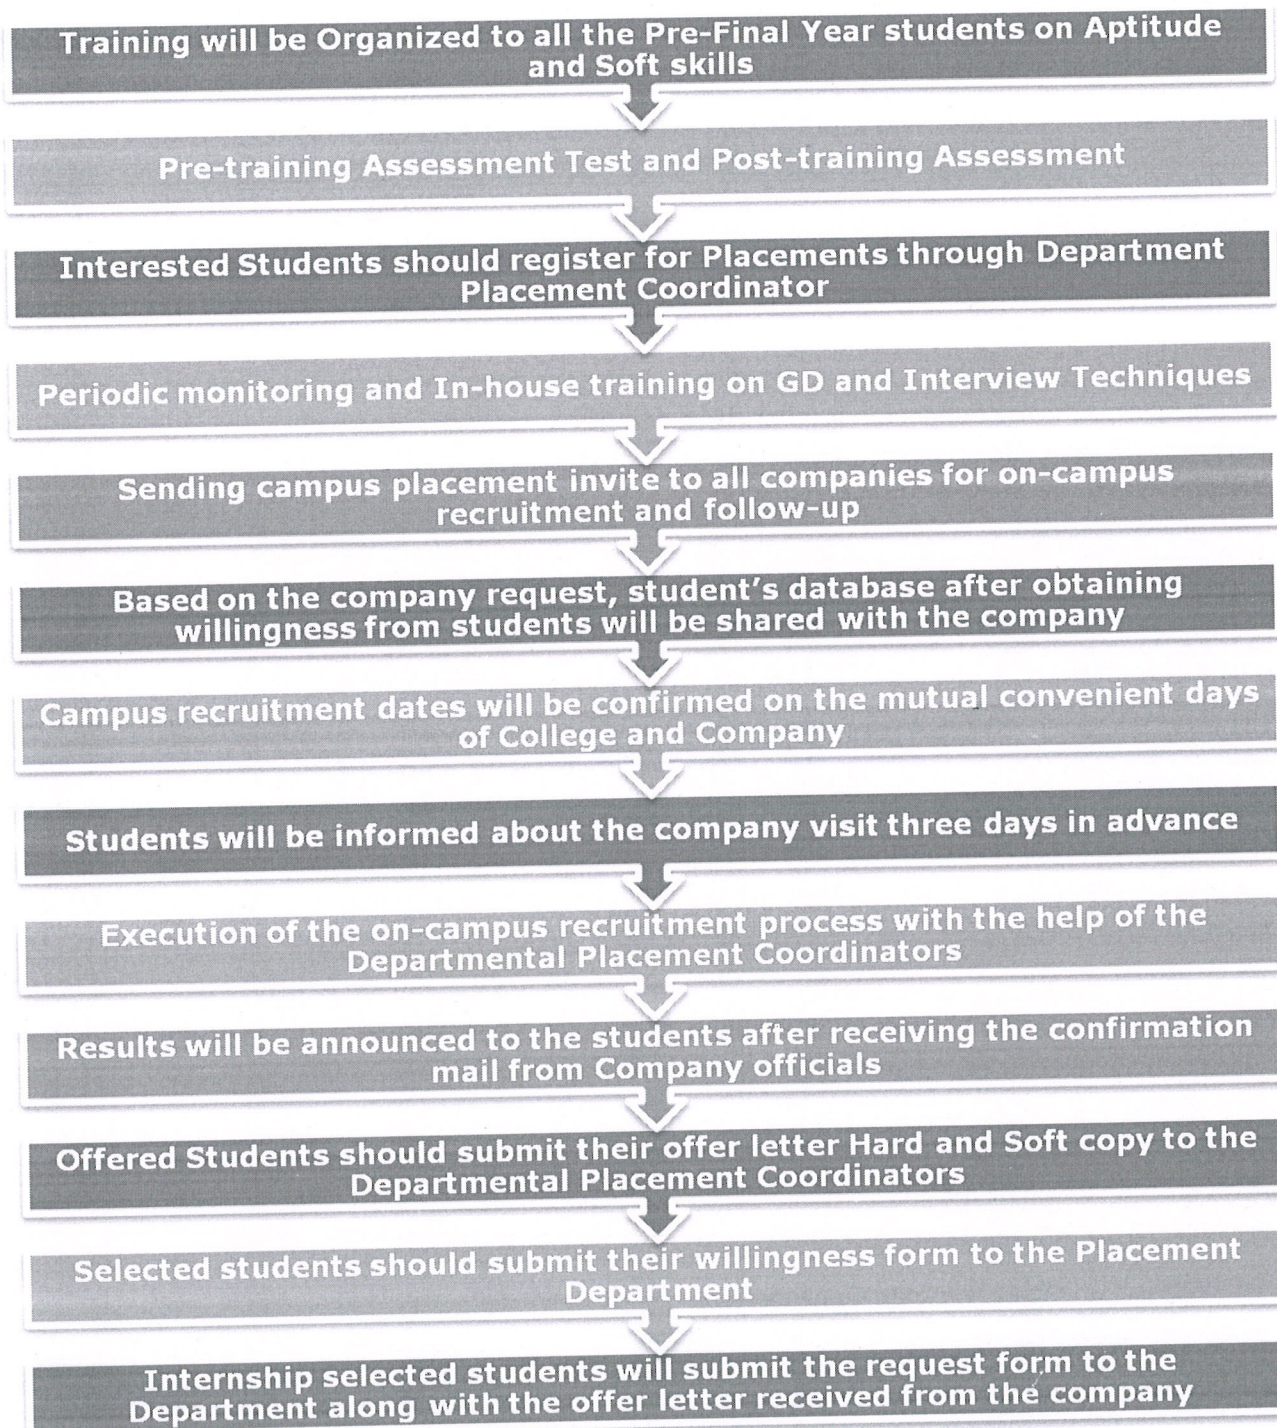 Training will be Organized to all the Pre-Final Year students on Aptitude
and Soft skills
Pre-training Assessment Test and Post-training Assessment
Interested Students should register for Placements through Department
Placement Coordinator
Periodic monitoring and In-house training on GD and Interview Techniques
Sending campus placement invite to all companies for on-campus
recruitment and follow-up
Based on the company request, student's database after obtaining
willingness from students will be shared with the company
Campus recruitment dates will be confirmed on the mutual convenient days
of College and Company
Students will be informed about the company visit three days in advance
Execution of the on-campus recruitment process with the help of the
Departmental Placement Coordinators
Results will be announced to the students after receiving the confirmation
mail from Company officials
Offered Students should submit their offer letter Hard and Soft copy to the
Departmental Placement Coordinators
Selected students should submit their willingness form to the Placement
Department
Internship selected students will submit the request form to the
Department along with the offer letter received from the company